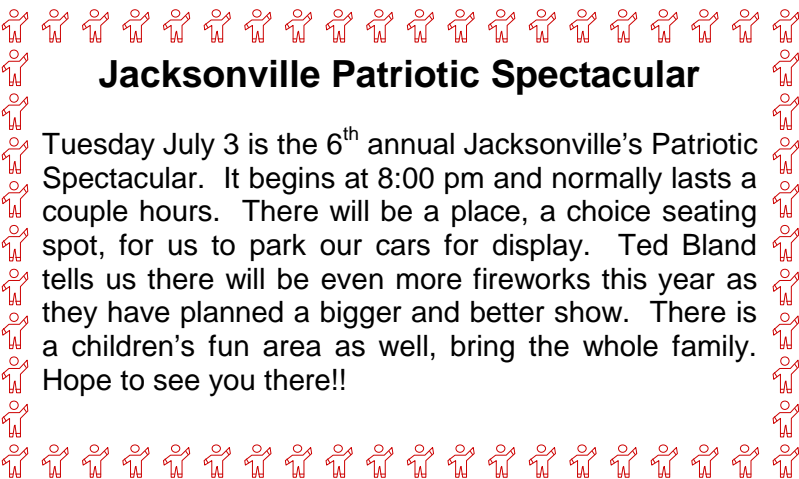 Jacksonville Patriotic Spectacular
Tuesday July 3 is the 6th annual Jacksonville's Patriotic
Spectacular. It begins at 8:00 pm and normally lasts a
couple hours. There will be a place, a choice seating
spot, for us to park our cars for display. Ted Bland
tells us there will be even more fireworks this year as
they have planned a bigger and better show. There is
a children's fun area as well, bring the whole family.
Hope to see you there!!